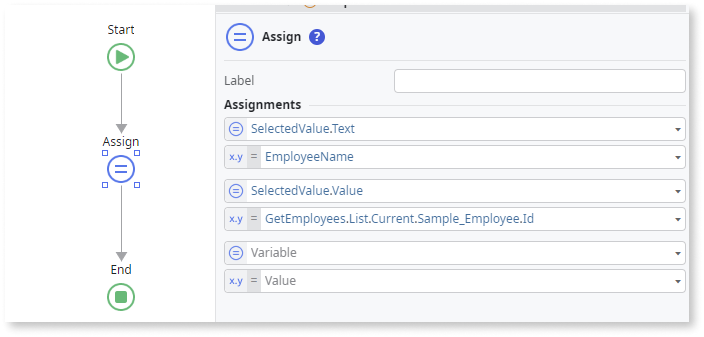 Start
Assign
End
Assign ?
Label
Assignments
SelectedValue.Text
x.y = EmployeeName
SelectedValue.Value
x.y = GetEmployees.List.Current.Sample_Employee.Id
Variable
x.y = Value